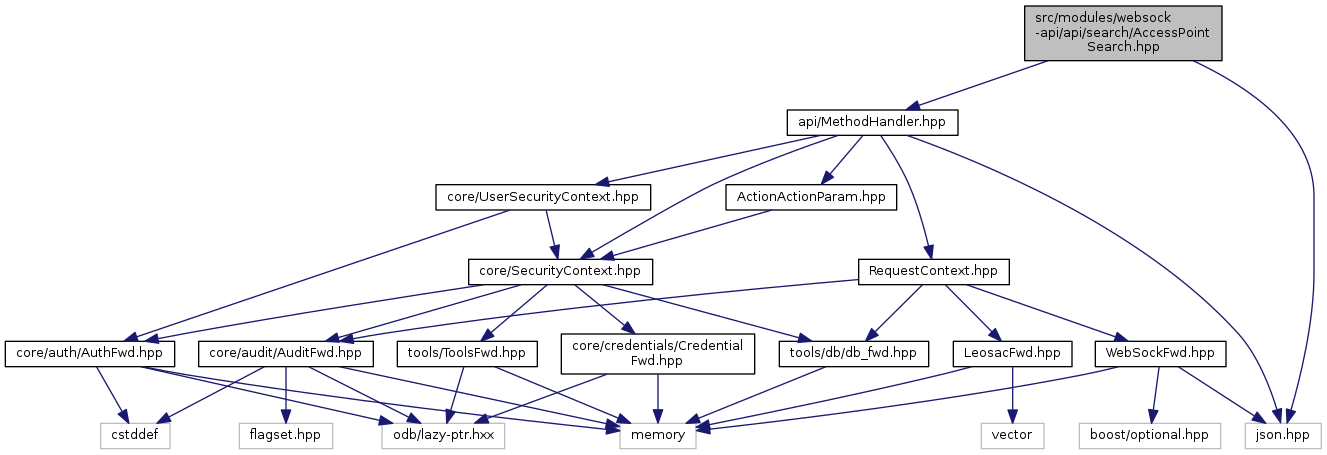 src/modules/websock
-api/api/search/AccessPoint
Search.hpp
api/MethodHandler.hpp
core/UserSecurityContext.hpp
ActionActionParam.hpp
core/SecurityContext.hpp
RequestContext.hpp
core/auth/AuthFwd.hpp
core/audit/AuditFwd.hpp
tools/ToolsFwd.hpp
core/credentials/Credential
Fwd.hpp
tools/db/db_fwd.hpp
LeosacFwd.hpp
WebSockFwd.hpp
cstddef
flagset.hpp
odb/lazy-ptr.hxx
memory
vector
boost/optional.hpp
json.hpp